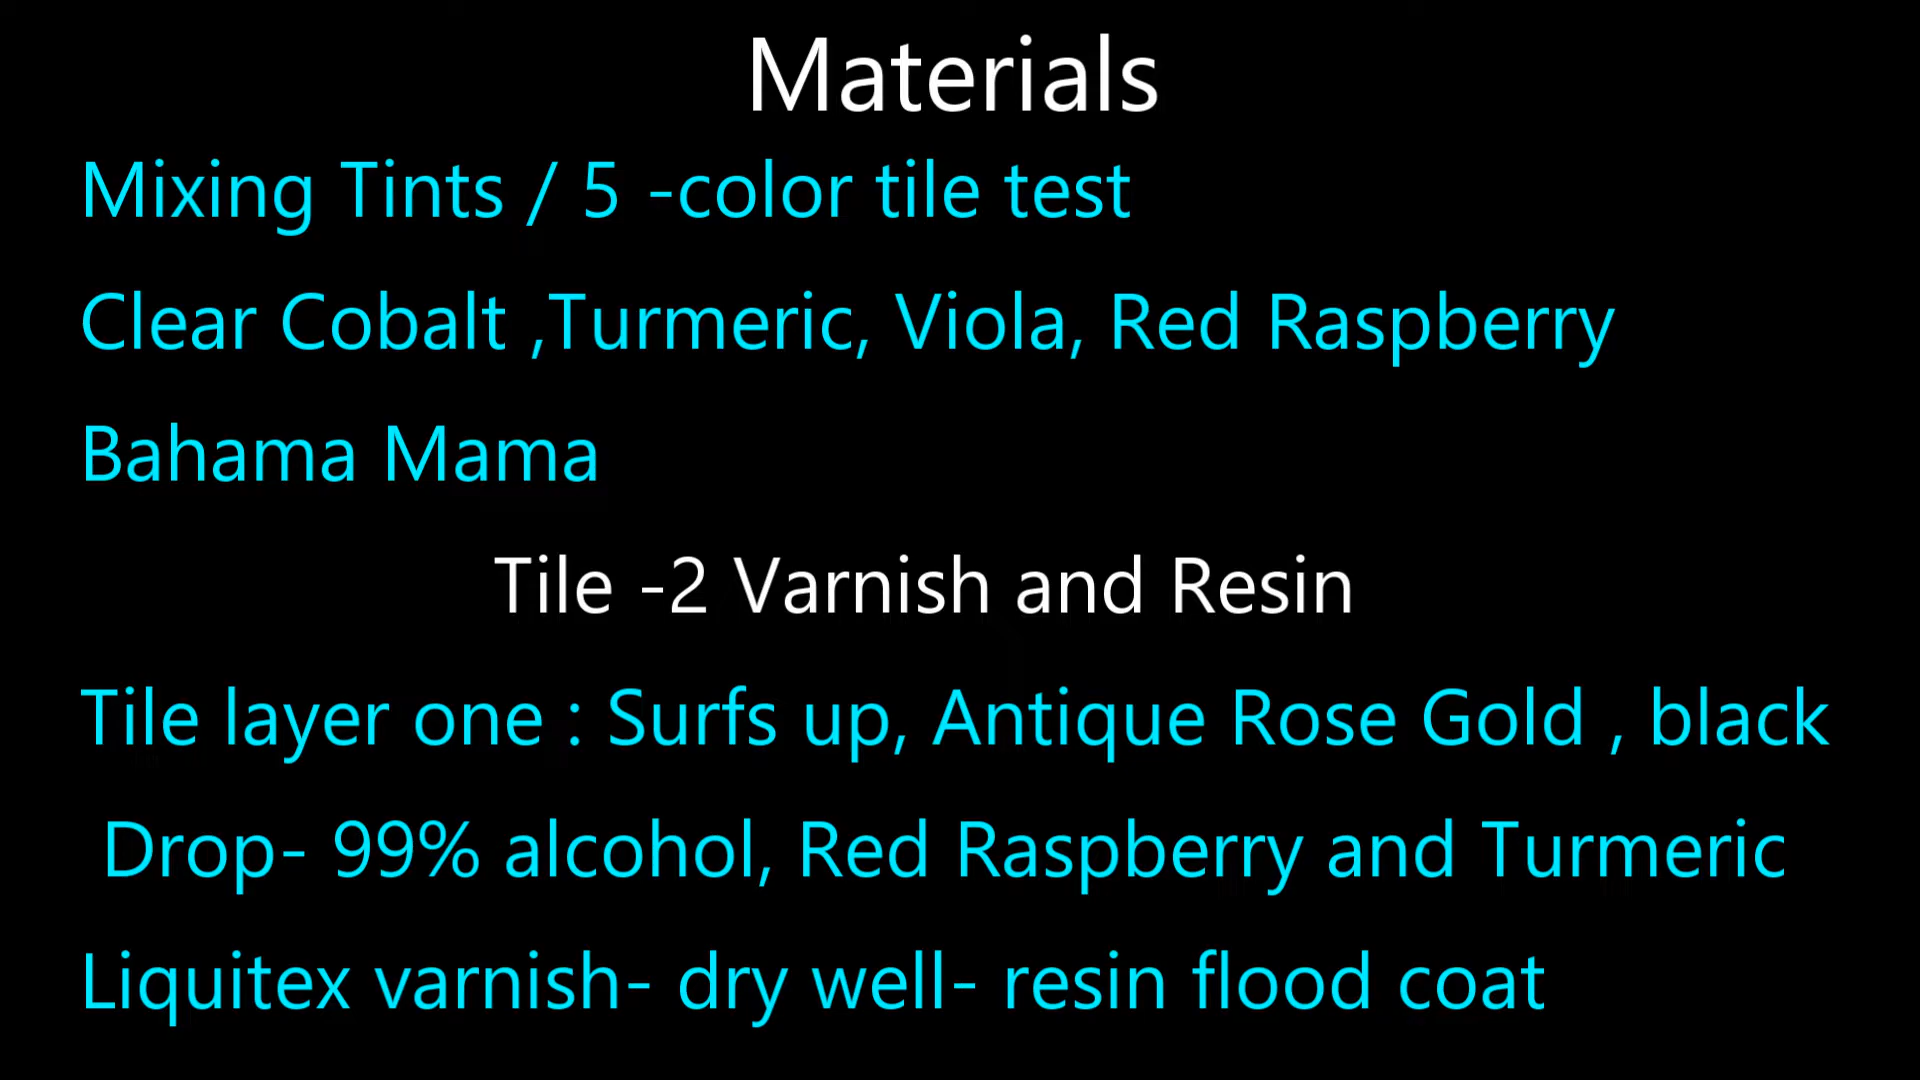 Materials
Mixing Tints / 5 -color tile test
Clear Cobalt ,Turmeric, Viola, Red Raspberry
Bahama Mama
Tile -2 Varnish and Resin
Tile layer one : Surfs up, Antique Rose Gold , black
Drop- 99% alcohol, Red Raspberry and Turmeric
Liquitex varnish- dry well- resin flood coat